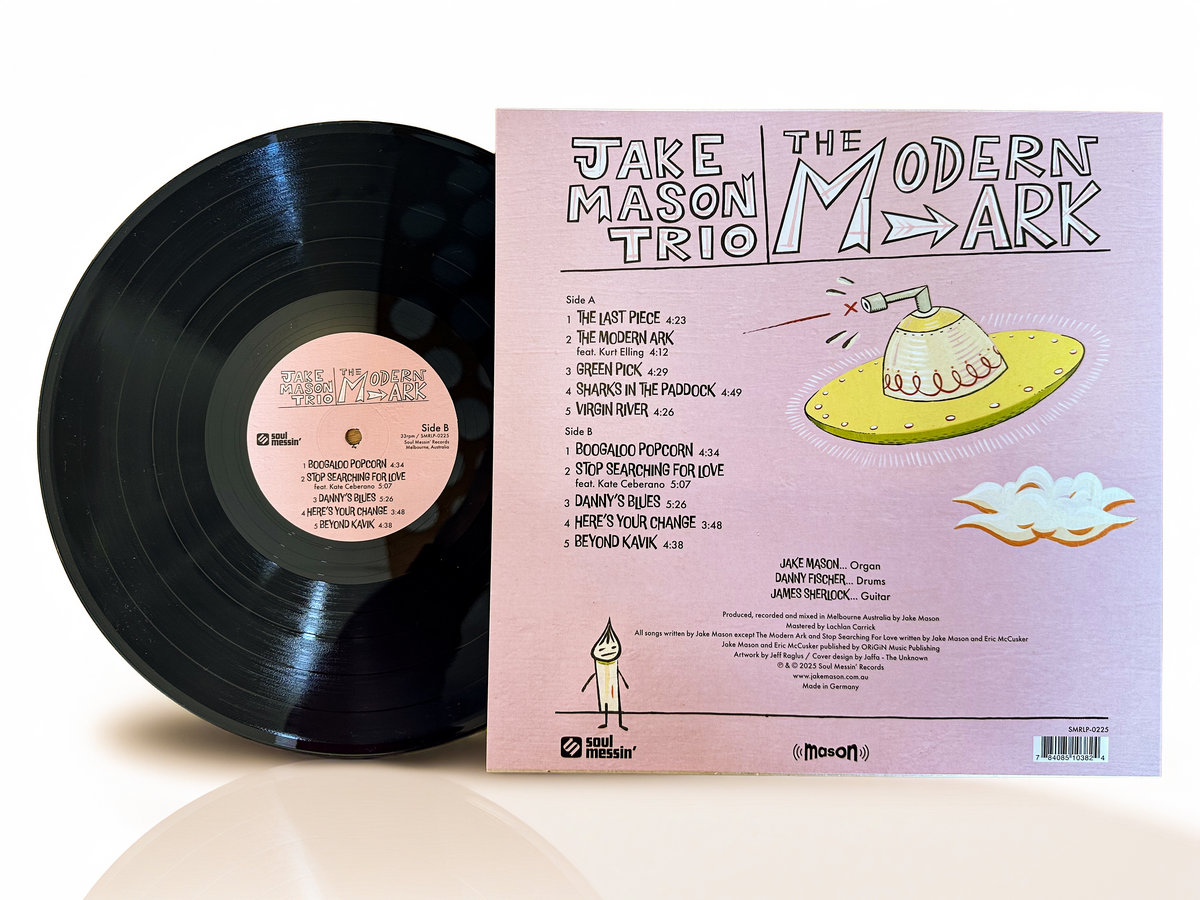 JAKE MASON TRIO
THE MODERN ARK
Side B
33rpm / SMRLP-0225
Soul Messin' Records
Melbourne, Australia
soul messin'
1 BOOGALOO POPCORN 4:34
2 STOP SEARCHING FOR LOVE
feat. Kate Ceberano 5:07
3 DANNY'S BLUES 5:26
4 HERE'S YOUR CHANGE 3:48
5 BEYOND KAVIK 4:38
JAKE MASON TRIO
THE MODERN ARK
Side A
1 THE LAST PIECE 4:23
2 THE MODERN ARK
feat. Kurt Elling 4:12
3 GREEN PICK 4:29
4 SHARKS IN THE PADDOCK 4:49
5 VIRGIN RIVER 4:26
Side B
1 BOOGALOO POPCORN 4:34
2 STOP SEARCHING FOR LOVE
feat. Kate Ceberano 5:07
3 DANNY'S BLUES 5:26
4 HERE'S YOUR CHANGE 3:48
5 BEYOND KAVIK 4:38
JAKE MASON... Organ
DANNY FISCHER... Drums
JAMES SHERLOCK... Guitar
Produced, recorded and mixed in Melbourne Australia by Jake Mason
Mastered by Lachlan Carrick
All songs written by Jake Mason except The Modern Ark and Stop Searching For Love written by Jake Mason and Eric McCusker
Jake Mason and Eric McCusker published by ORiGiN Music Publishing
Artwork by Jeff Raglus / Cover design by Jaffa - The Unknown
℗ & © 2025 Soul Messin' Records
www.jakemason.com.au
Made in Germany
soul messin'
mason
SMRLP-0225
7 84085 10382 4